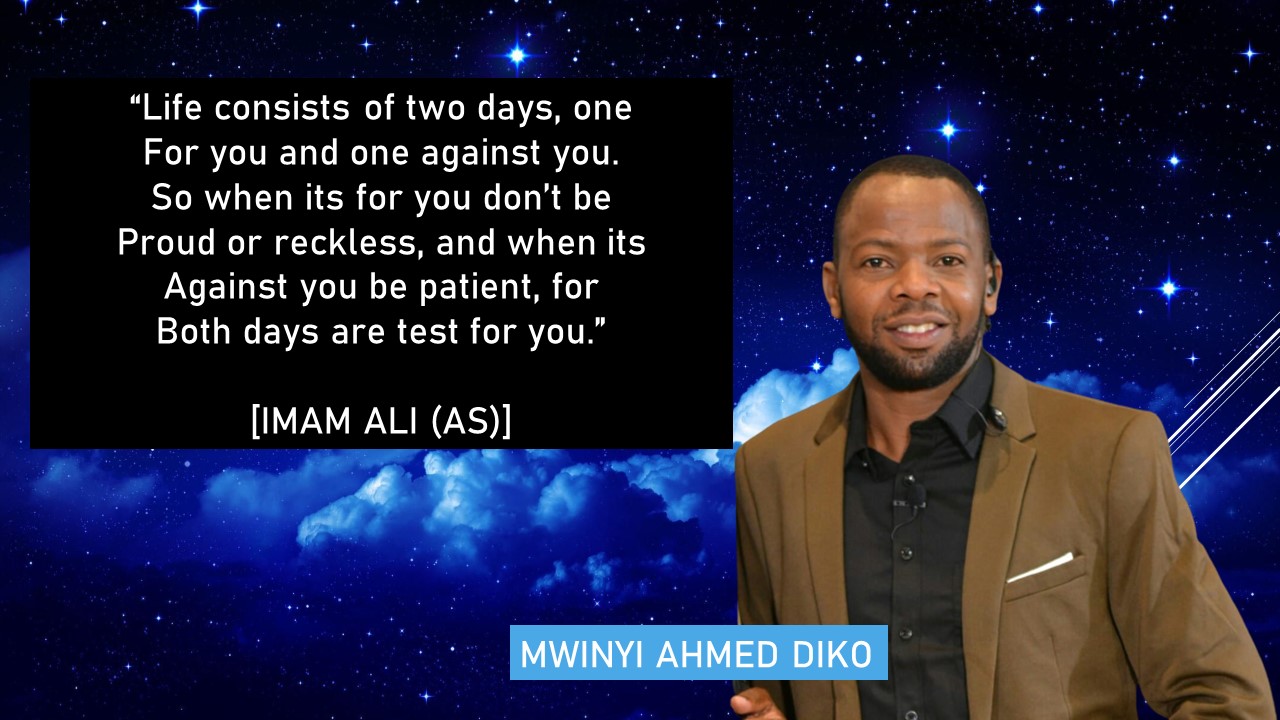 “Life consists of two days, one
For you and one against you.
So when its for you don’t be
Proud or reckless, and when its
Against you be patient, for
Both days are test for you.”
[IMAM ALI (AS)]
MWINYI AHMED DIKO